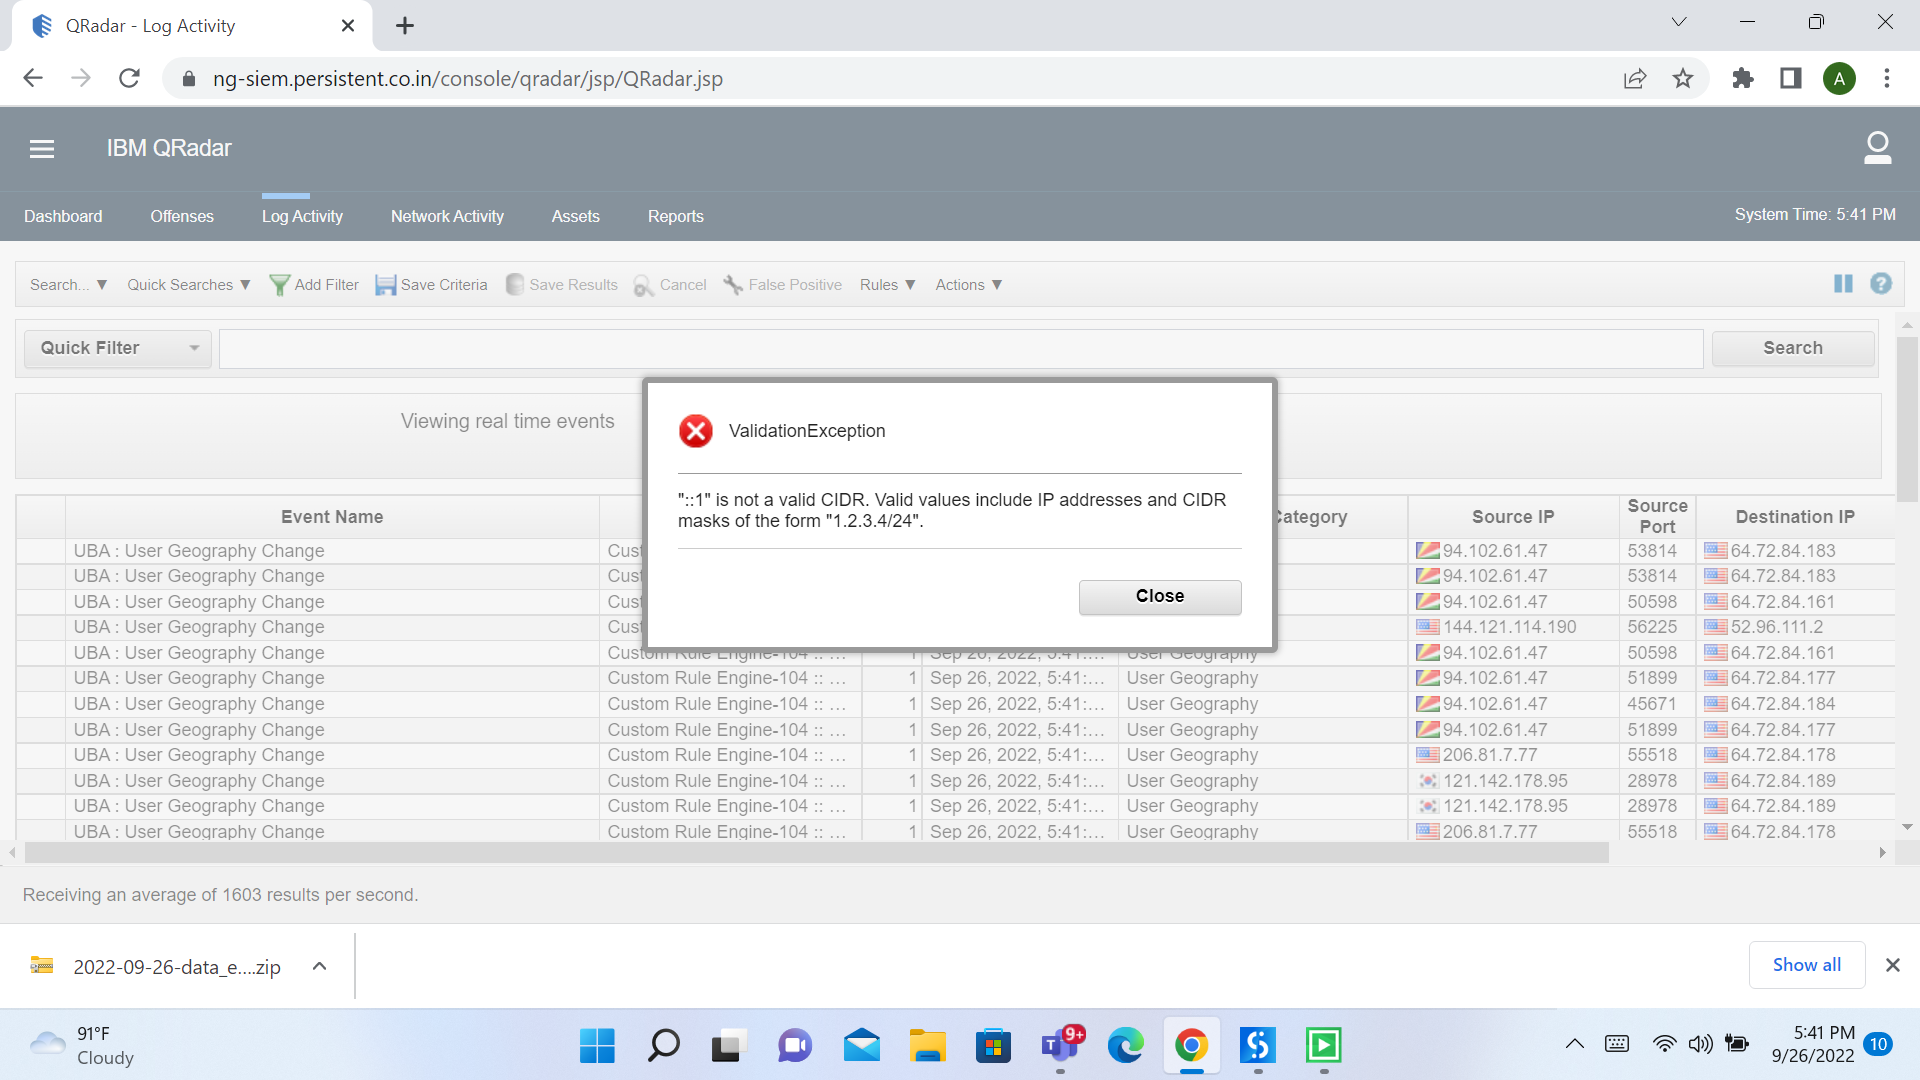 QRadar - Log Activity
ng-siem.persistent.co.in/console/qradar/jsp/QRadar.jsp
A
IBM QRadar
Dashboard Offenses Log Activity Network Activity Assets Reports System Time: 5:41 PM
Search... ▼ Quick Searches ▼ Add Filter Save Criteria Save Results Cancel False Positive Rules ▼ Actions ▼ ?
Quick Filter Search
Viewing real time events
ValidationException
"::1" is not a valid CIDR. Valid values include IP addresses and CIDR
masks of the form "1.2.3.4/24".
Close
Event Name Category Source IP Source Port Destination IP
UBA : User Geography Change Cust 94.102.61.47 53814 64.72.84.183
UBA : User Geography Change Cust 94.102.61.47 53814 64.72.84.183
UBA : User Geography Change Cust 94.102.61.47 50598 64.72.84.161
UBA : User Geography Change Cust 144.121.114.190 56225 52.96.111.2
UBA : User Geography Change Custom Rule Engine-104 :: ... 1 Sep 26, 2022, 5:41:... User Geography 94.102.61.47 50598 64.72.84.161
UBA : User Geography Change Custom Rule Engine-104 :: ... 1 Sep 26, 2022, 5:41:... User Geography 94.102.61.47 51899 64.72.84.177
UBA : User Geography Change Custom Rule Engine-104 :: ... 1 Sep 26, 2022, 5:41:... User Geography 94.102.61.47 45671 64.72.84.184
UBA : User Geography Change Custom Rule Engine-104 :: ... 1 Sep 26, 2022, 5:41:... User Geography 94.102.61.47 51899 64.72.84.177
UBA : User Geography Change Custom Rule Engine-104 :: ... 1 Sep 26, 2022, 5:41:... User Geography 206.81.7.77 55518 64.72.84.178
UBA : User Geography Change Custom Rule Engine-104 :: ... 1 Sep 26, 2022, 5:41:... User Geography 121.142.178.95 28978 64.72.84.189
UBA : User Geography Change Custom Rule Engine-104 :: ... 1 Sep 26, 2022, 5:41:... User Geography 121.142.178.95 28978 64.72.84.189
UBA : User Geography Change Custom Rule Engine-104 :: ... 1 Sep 26, 2022, 5:41:... User Geography 206.81.7.77 55518 64.72.84.178
Receiving an average of 1603 results per second.
2022-09-26-data_e....zip Show all
91°F
Cloudy
9+
5:41 PM
9/26/2022
10